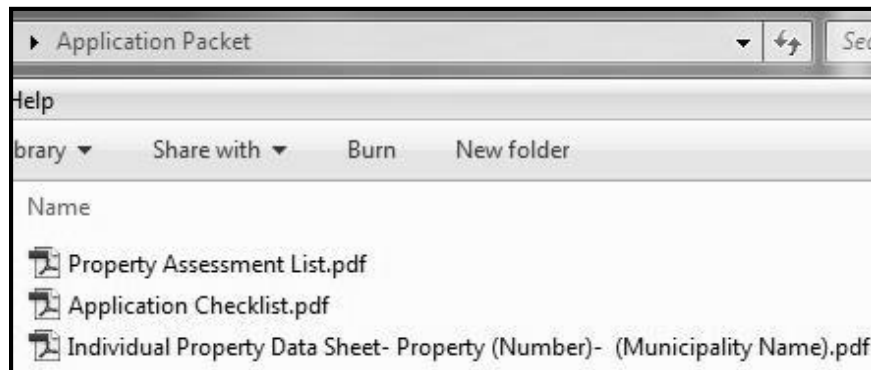 Application Packet Sea
Help
brary Share with Burn New folder
Name
Property Assessment List.pdf
Application Checklist.pdf
Individual Property Data Sheet- Property (Number)- (Municipality Name).pdf